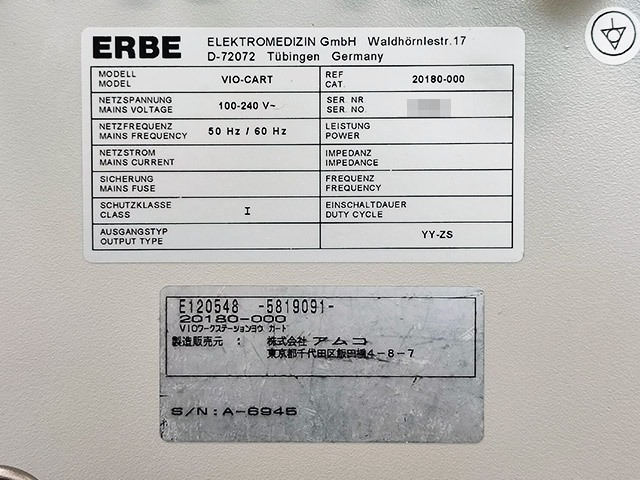 ERBE ELEKTROMEDIZIN GmbH Waldhörnlestr.17
D-72072 Tübingen Germany
MODELL
MODEL
VIO-CART
REF
CAT.
20180-000
NETZSPANNUNG
MAINS VOLTAGE
100-240 V~
SER. NR.
SER. NO.
NETZFREQUENZ
MAINS FREQUENCY
50 Hz / 60 Hz
LEISTUNG
POWER
NETZSTROM
MAINS CURRENT
IMPEDANZ
IMPEDANCE
SICHERUNG
MAINS FUSE
FREQUENZ
FREQUENCY
SCHUTZKLASSE
CLASS
I
EINSCHALTDAUER
DUTY CYCLE
AUSGANGSTYP
OUTPUT TYPE
YY-ZS
E120548 -5819091-
20180-000
VIOワークステーションヨウ カート
製造販売元 : 株式会社 アムコ
東京都千代田区飯田橋4-8-7
S/N:A-6945